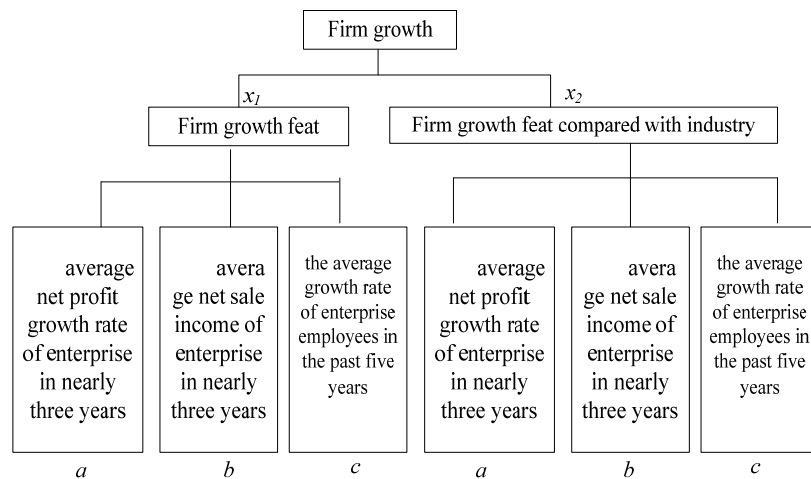 Firm growth
x1
x2
Firm growth feat
Firm growth feat compared with industry
average
net profit
growth rate
of enterprise
in nearly
three years
avera
ge net sale
income of
enterprise
in nearly
three years
the average
growth rate
of enterprise
employees in
the past five
years
average
net profit
growth rate
of enterprise
in nearly
three years
avera
ge net sale
income of
enterprise
in nearly
three years
the average
growth rate
of enterprise
employees in
the past five
years
a
b
c
a
b
c